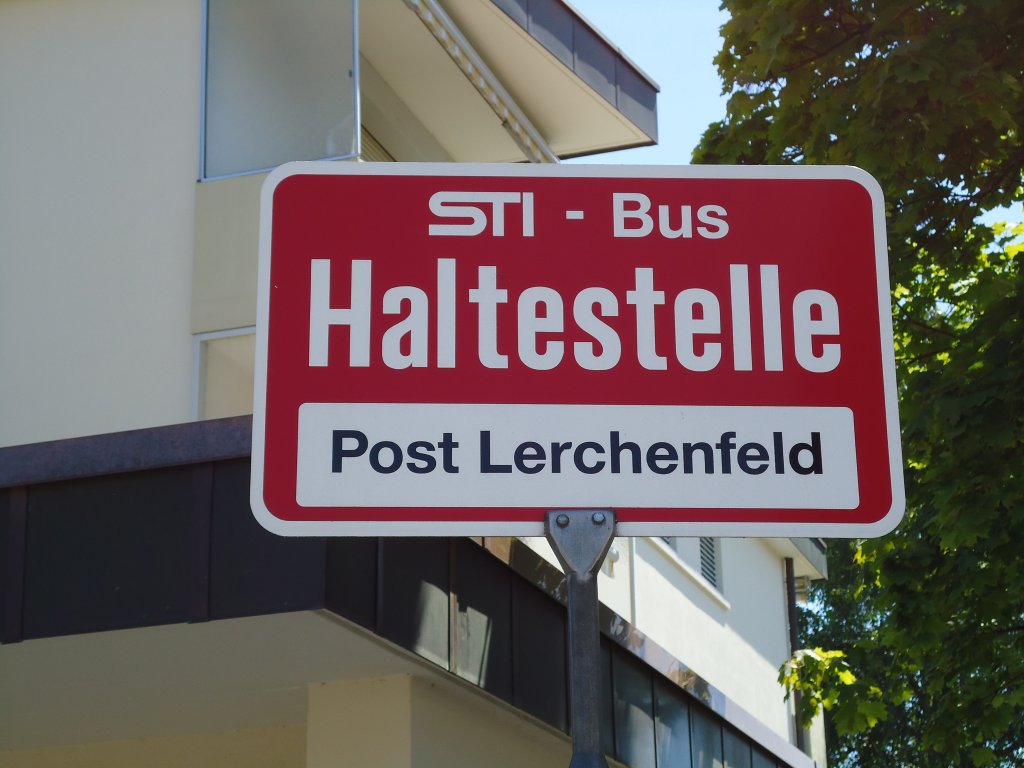 STI - Bus
Haltestelle
Post Lerchenfeld